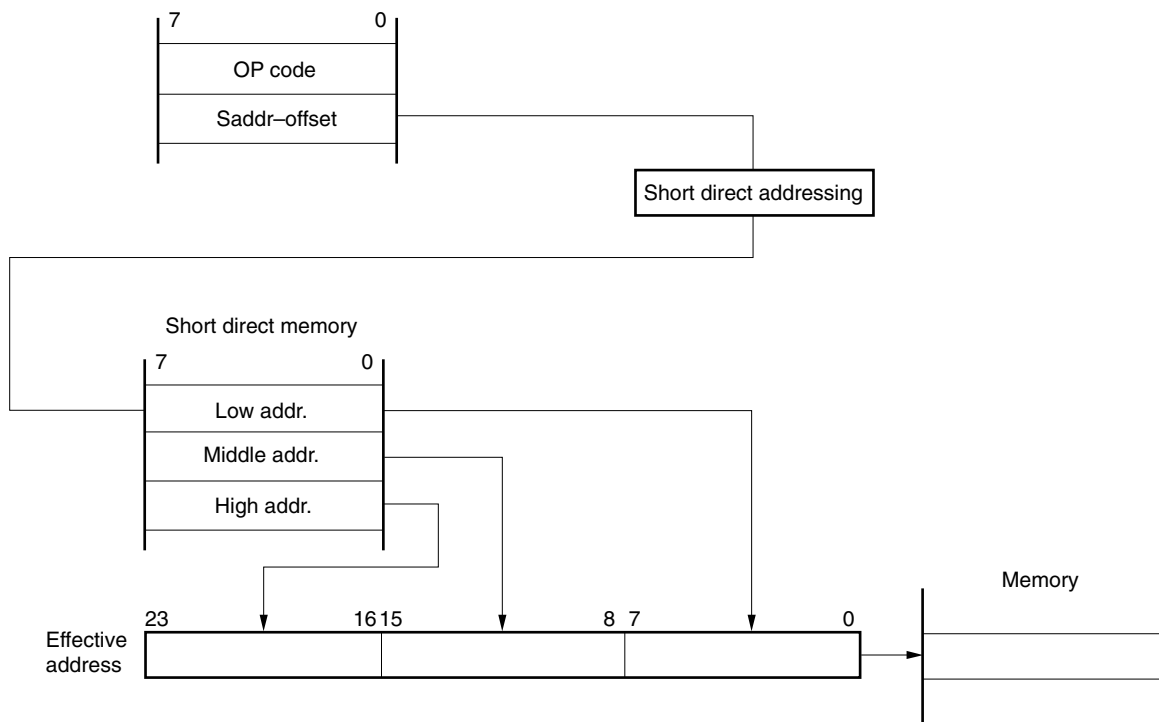 7 0
OP code
Saddr–offset
Short direct addressing
Short direct memory
7 0
Low addr.
Middle addr.
High addr.
Memory
23 16 15 8 7 0
Effective
address